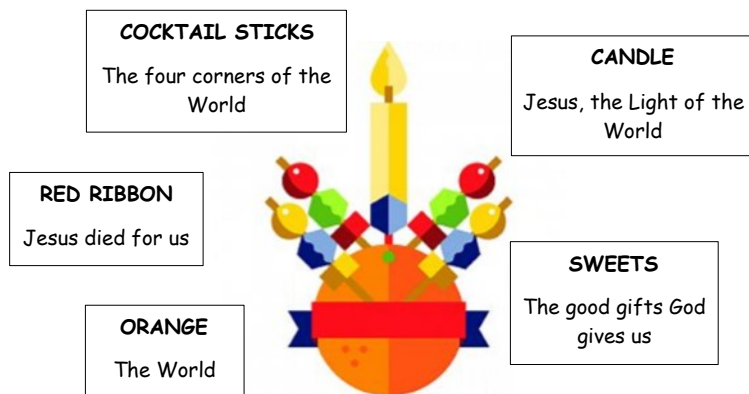 COCKTAIL STICKS
The four corners of the
World
CANDLE
Jesus, the Light of the
World
RED RIBBON
Jesus died for us
SWEETS
The good gifts God
gives us
ORANGE
The World